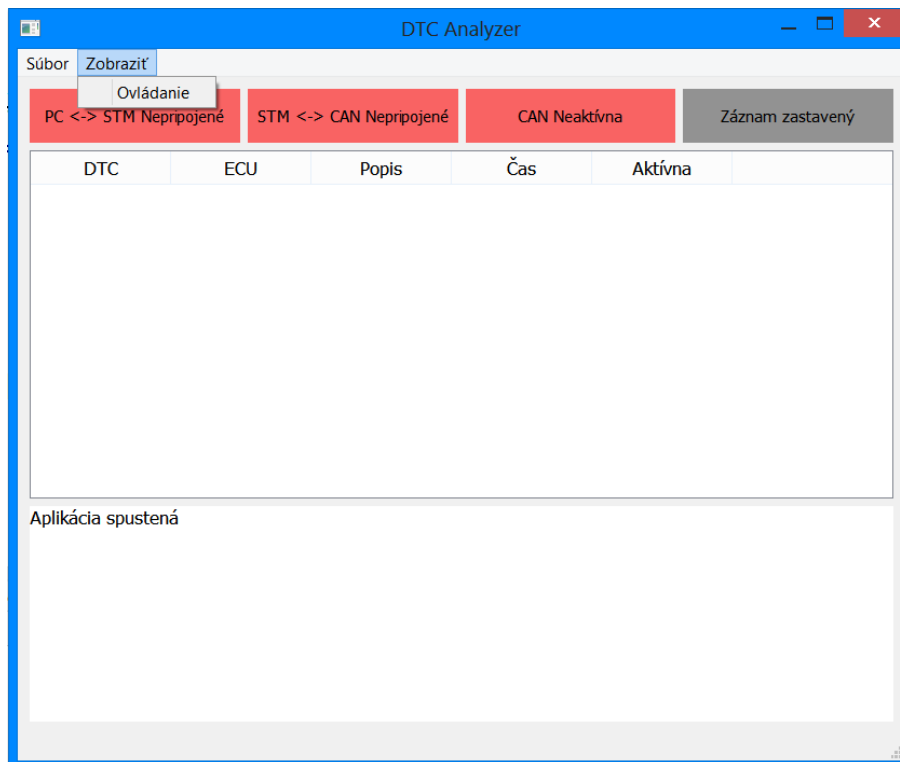 DTC Analyzer
Súbor Zobraziť
Ovládanie
PC <-> STM Nepripojené STM <-> CAN Nepripojené CAN Neaktívna Záznam zastavený
DTC ECU Popis Čas Aktívna
Aplikácia spustená